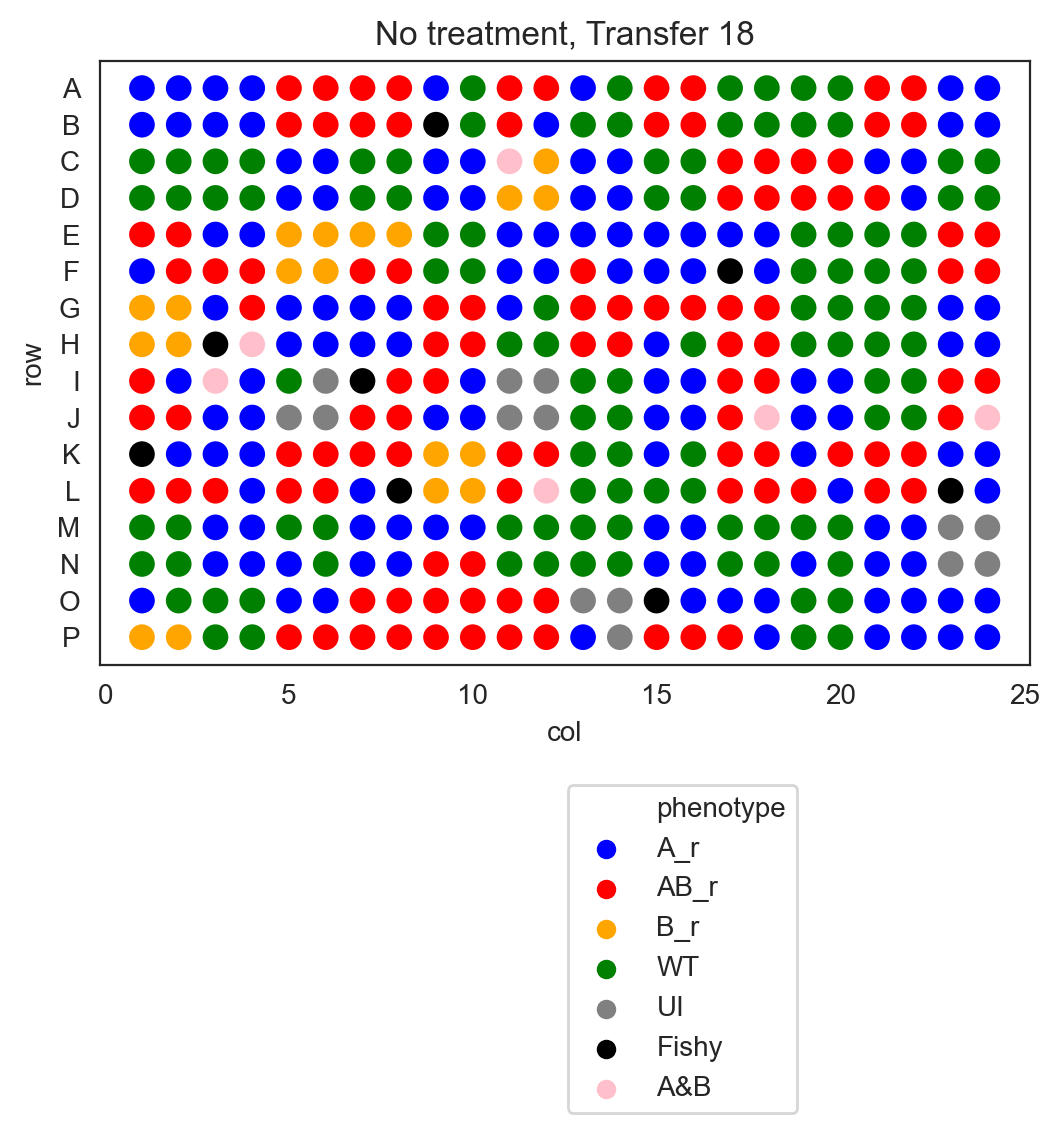 No treatment, Transfer 18
A
B
C
D
E
F
G
H
I
J
K
L
M
N
O
P
row
0 5 10 15 20 25
col
phenotype
A_r
AB_r
B_r
WT
UI
Fishy
A&B